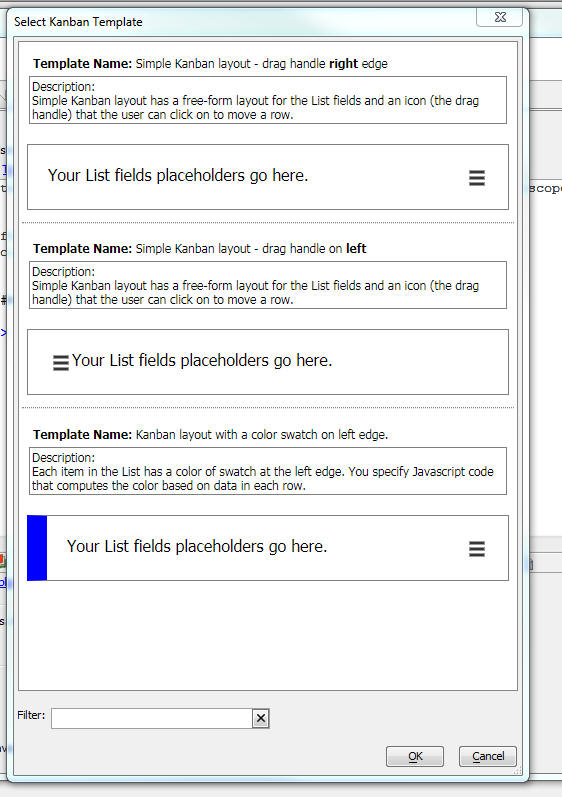 Select Kanban Template
Template Name: Simple Kanban layout - drag handle right edge
Description:
Simple Kanban layout has a free-form layout for the List fields and an icon (the drag
handle) that the user can click on to move a row.
Your List fields placeholders go here.
Template Name: Simple Kanban layout - drag handle on left
Description:
Simple Kanban layout has a free-form layout for the List fields and an icon (the drag
handle) that the user can click on to move a row.
Your List fields placeholders go here.
Template Name: Kanban layout with a color swatch on left edge.
Description:
Each item in the List has a color of swatch at the left edge. You specify Javascript code
that computes the color based on data in each row.
Your List fields placeholders go here.
Filter:
OK
Cancel